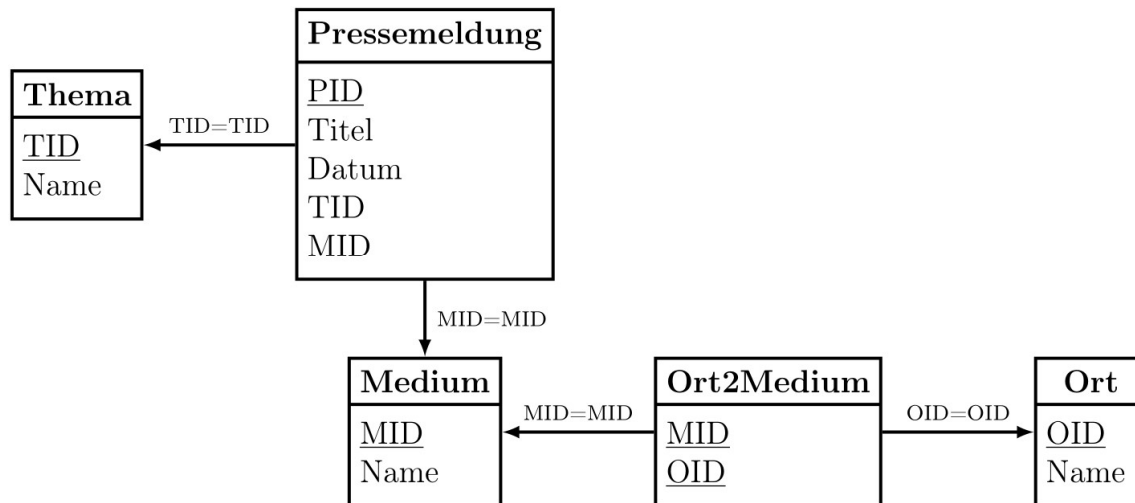 Pressemeldung
PID
Titel
Datum
TID
MID
Thema
TID
Name
TID=TID
MID=MID
Medium
MID
Name
MID=MID
Ort2Medium
MID
OID
OID=OID
Ort
OID
Name